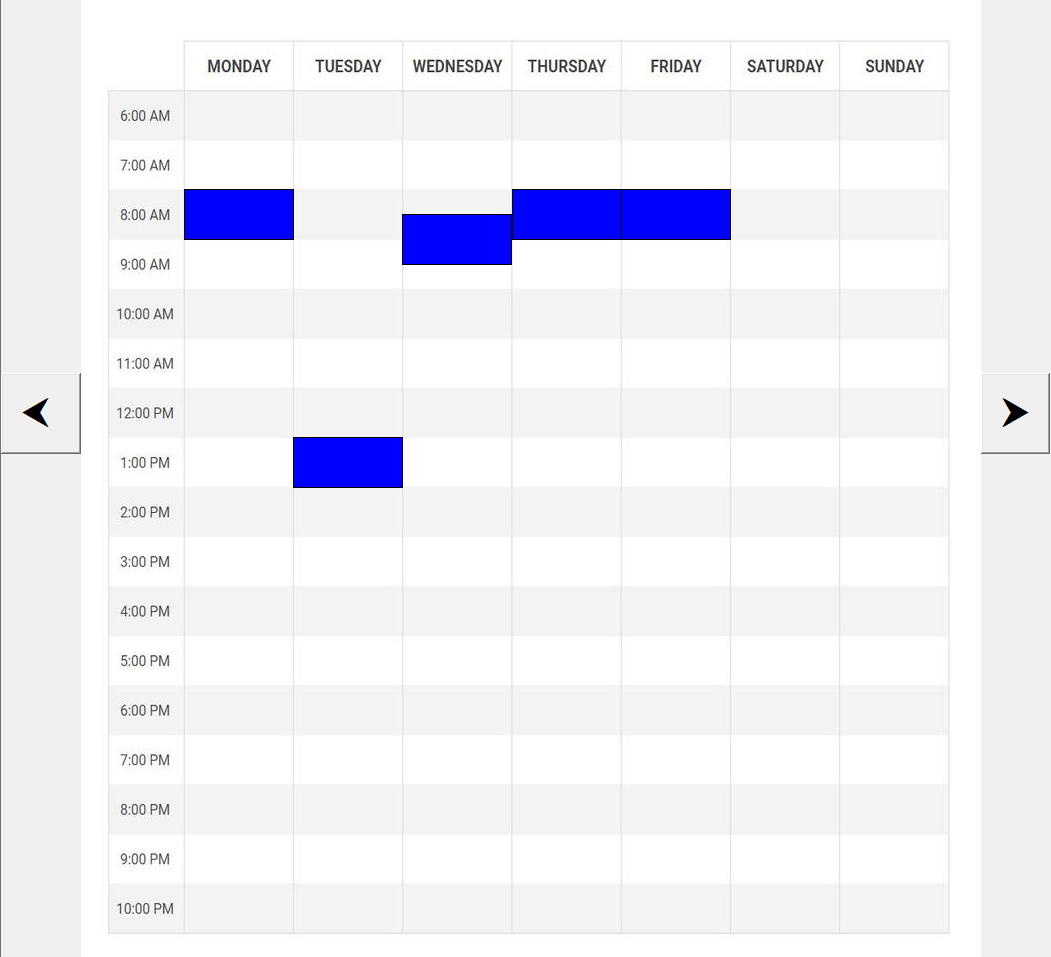 MONDAY TUESDAY WEDNESDAY THURSDAY FRIDAY SATURDAY SUNDAY
6:00 AM
7:00 AM
8:00 AM
9:00 AM
10:00 AM
11:00 AM
12:00 PM
1:00 PM
2:00 PM
3:00 PM
4:00 PM
5:00 PM
6:00 PM
7:00 PM
8:00 PM
9:00 PM
10:00 PM